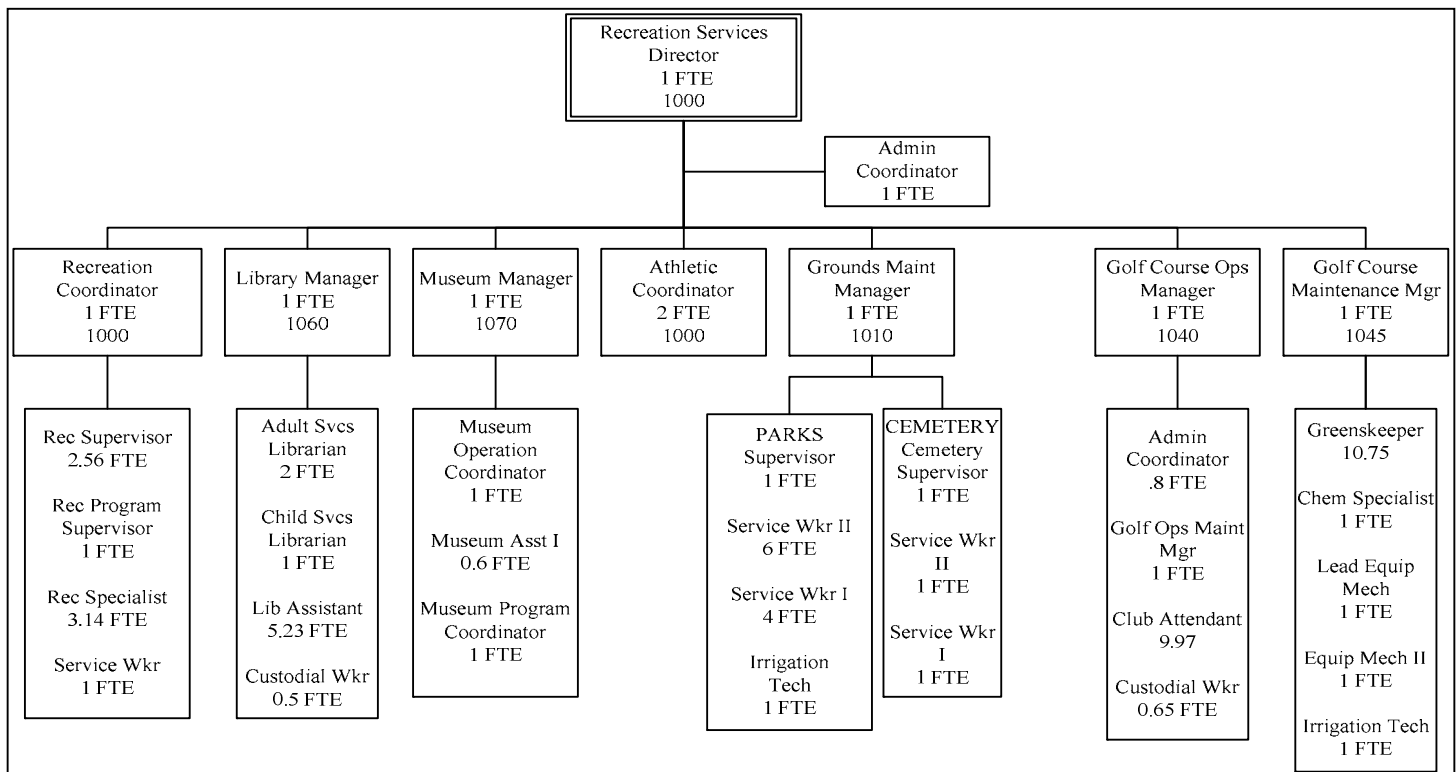 Recreation Services
Director
1 FTE
1000
Admin
Coordinator
1 FTE
Recreation
Coordinator
1 FTE
1000
Library Manager
1 FTE
1060
Museum Manager
1 FTE
1070
Athletic
Coordinator
2 FTE
1000
Grounds Maint
Manager
1 FTE
1010
Golf Course Ops
Manager
1 FTE
1040
Golf Course
Maintenance Mgr
1 FTE
1045
Rec Supervisor
2.56 FTE
Rec Program
Supervisor
1 FTE
Rec Specialist
3.14 FTE
Service Wkr
1 FTE
Adult Svcs
Librarian
2 FTE
Child Svcs
Librarian
1 FTE
Lib Assistant
5.23 FTE
Custodial Wkr
0.5 FTE
Museum
Operation
Coordinator
1 FTE
Museum Asst I
0.6 FTE
Museum Program
Coordinator
1 FTE
PARKS
Supervisor
1 FTE
Service Wkr II
6 FTE
Service Wkr I
4 FTE
Irrigation
Tech
1 FTE
CEMETERY
Cemetery
Supervisor
1 FTE
Service Wkr
II
1 FTE
Service Wkr
I
1 FTE
Admin
Coordinator
.8 FTE
Golf Ops Maint
Mgr
1 FTE
Club Attendant
9.97
Custodial Wkr
0.65 FTE
Greenskeeper
10.75
Chem Specialist
1 FTE
Lead Equip
Mech
1 FTE
Equip Mech II
1 FTE
Irrigation Tech
1 FTE